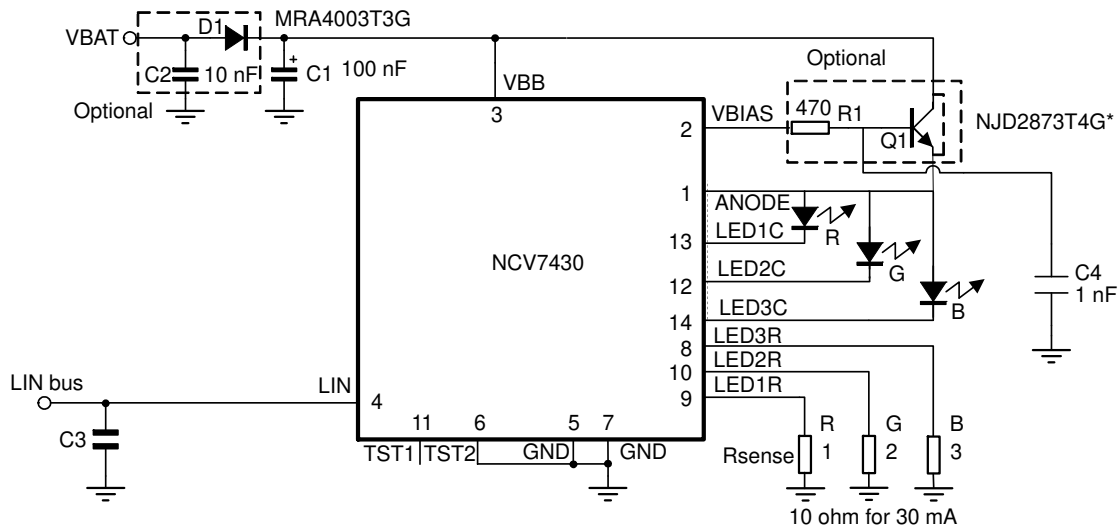 D1
MRA4003T3G
VBAT
C2
10 nF
+
C1
100 nF
Optional
VBB
3
Optional
VBIAS
470
R1
NJD2873T4G*
2
Q1
1
ANODE
R
LED1C
13
NCV7430
G
LED2C
12
C4
1 nF
B
LED3C
14
LED3R
8
LED2R
10
LED1R
9
LIN bus
LIN
4
C3
11
6
5
7
TST1
TST2
GND
GND
R
G
B
Rsense
1
2
3
10 ohm for 30 mA